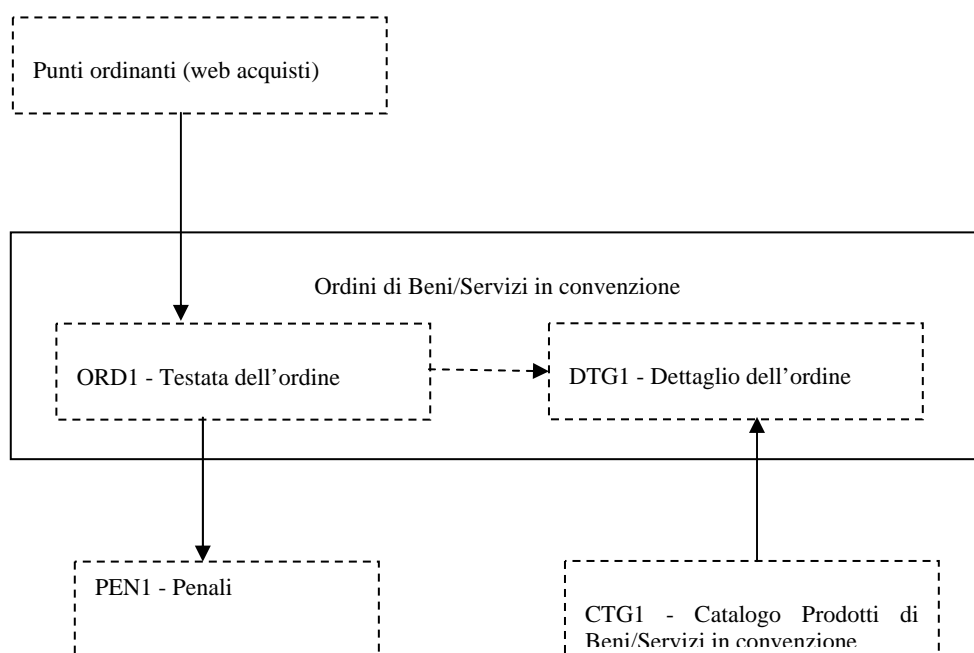 Punti ordinanti (web acquisti)
Ordini di Beni/Servizi in convenzione
ORD1 - Testata dell’ordine
DTG1 - Dettaglio dell’ordine
PEN1 - Penali
CTG1 - Catalogo Prodotti di
Beni/Servizi in convenzione